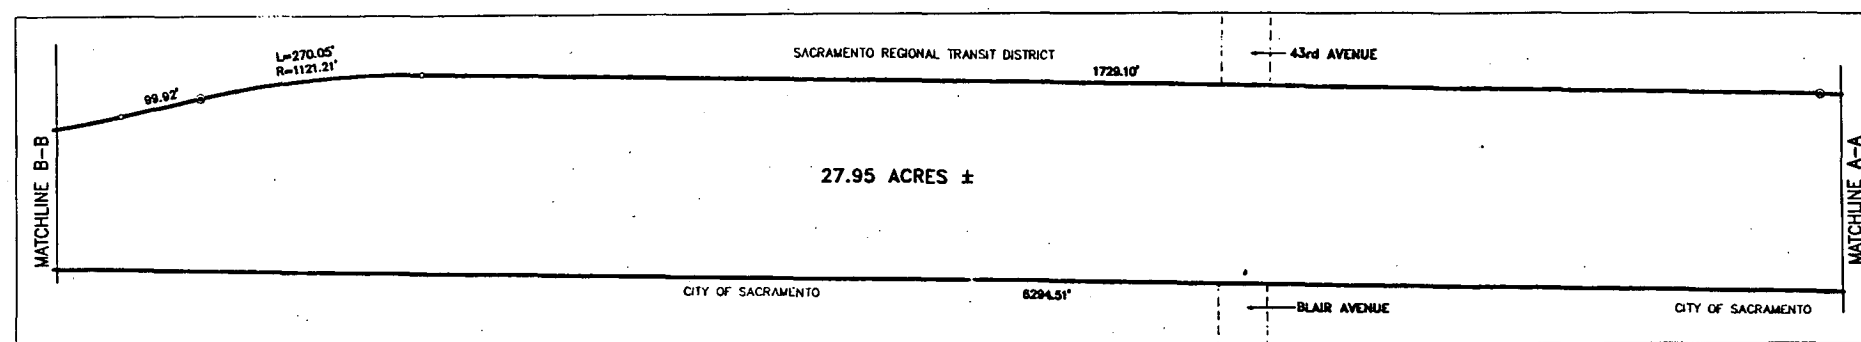 L=270.05'
R=1121.21'
SACRAMENTO REGIONAL TRANSIT DISTRICT
43rd AVENUE
1729.10'
99.92'
MATCHLINE B-B
27.95 ACRES ±
MATCHLINE A-A
CITY OF SACRAMENTO
6294.51'
BLAIR AVENUE
CITY OF SACRAMENTO